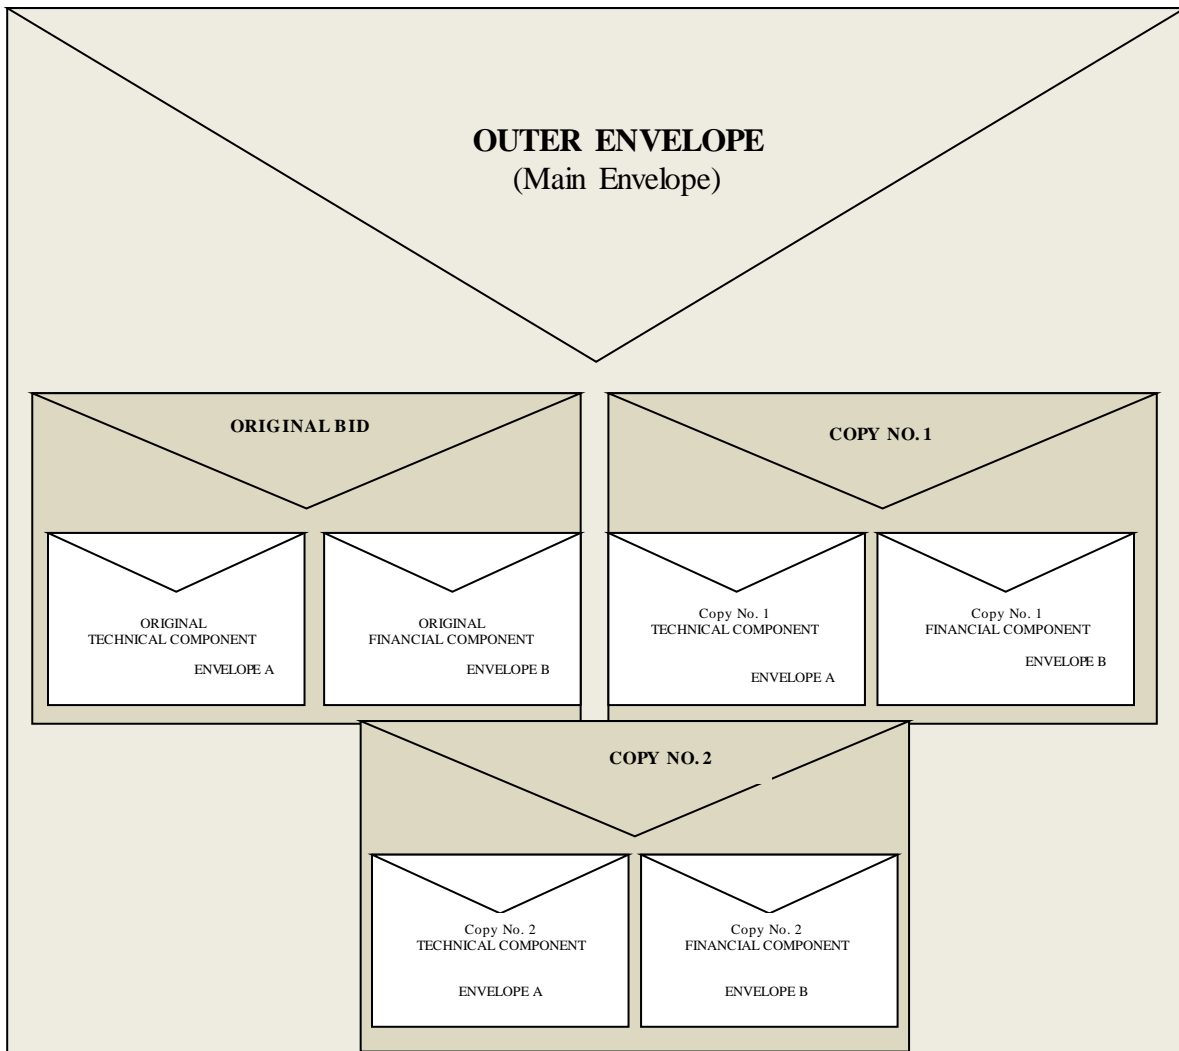 OUTER ENVELOPE
(Main Envelope)
ORIGINAL BID
COPY NO. 1
ORIGINAL
TECHNICAL COMPONENT
ENVELOPE A
ORIGINAL
FINANCIAL COMPONENT
ENVELOPE B
Copy No. 1
TECHNICAL COMPONENT
ENVELOPE A
Copy No. 1
FINANCIAL COMPONENT
ENVELOPE B
COPY NO. 2
Copy No. 2
TECHNICAL COMPONENT
ENVELOPE A
Copy No. 2
FINANCIAL COMPONENT
ENVELOPE B